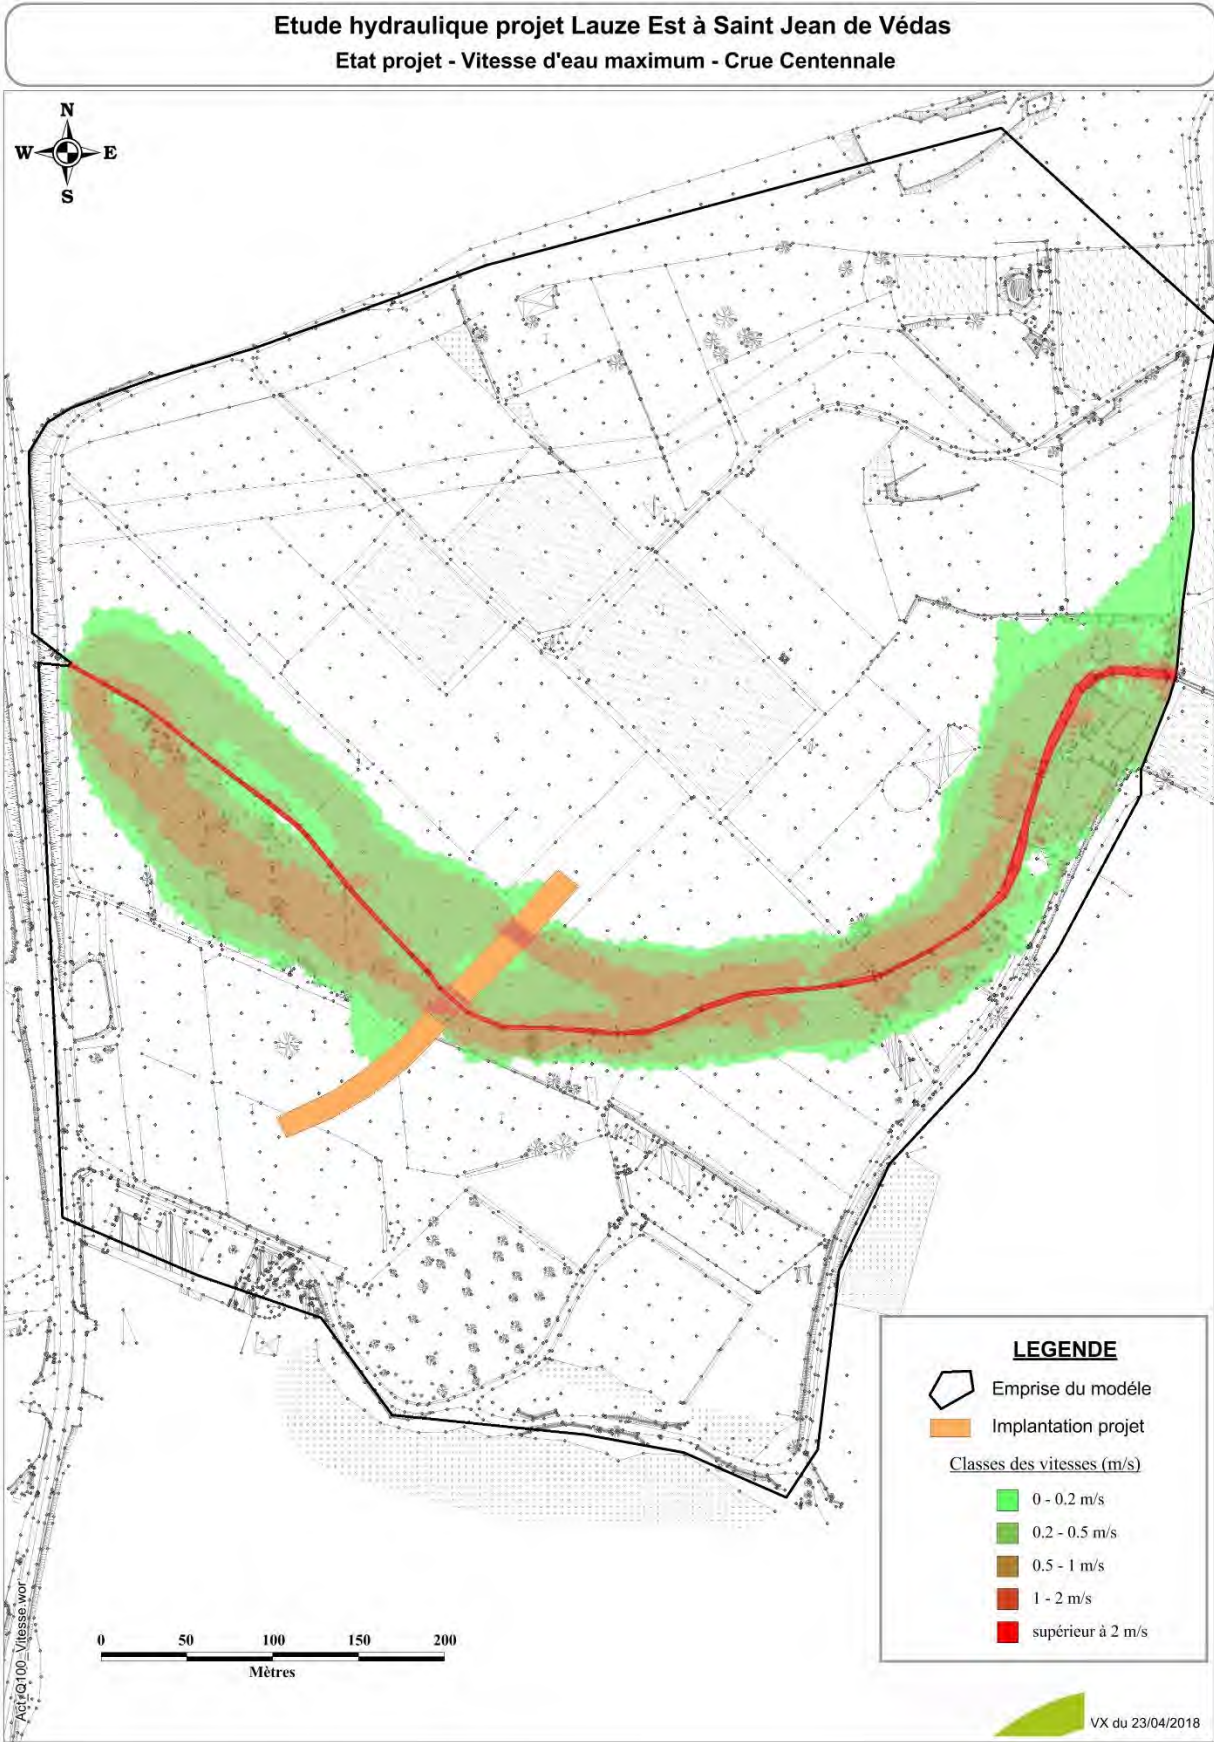 Etude hydraulique projet Lauze Est à Saint Jean de Védas
Etat projet - Vitesse d'eau maximum - Crue Centennale
N
W E
S
LEGENDE
Emprise du modéle
Implantation projet
Classes des vitesses (m/s)
0 - 0.2 m/s
0.2 - 0.5 m/s
0.5 - 1 m/s
1 - 2 m/s
supérieur à 2 m/s
0 50 100 150 200
Mètres
Act_Q100_Vitesse.wor
VX du 23/04/2018